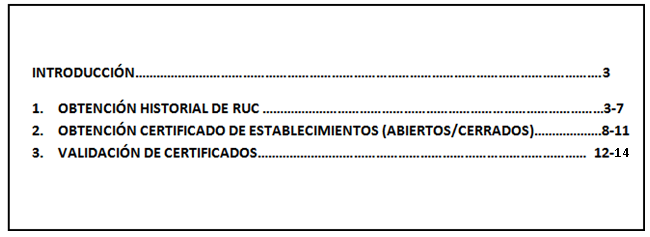 INTRODUCCIÓN..........................................................................................................................3
1. OBTENCIÓN HISTORIAL DE RUC ..........................................................................................3-7
2. OBTENCIÓN CERTIFICADO DE ESTABLECIMIENTOS (ABIERTOS/CERRADOS)...................8-11
3. VALIDACIÓN DE CERTIFICADOS....................................................................................... 12-14